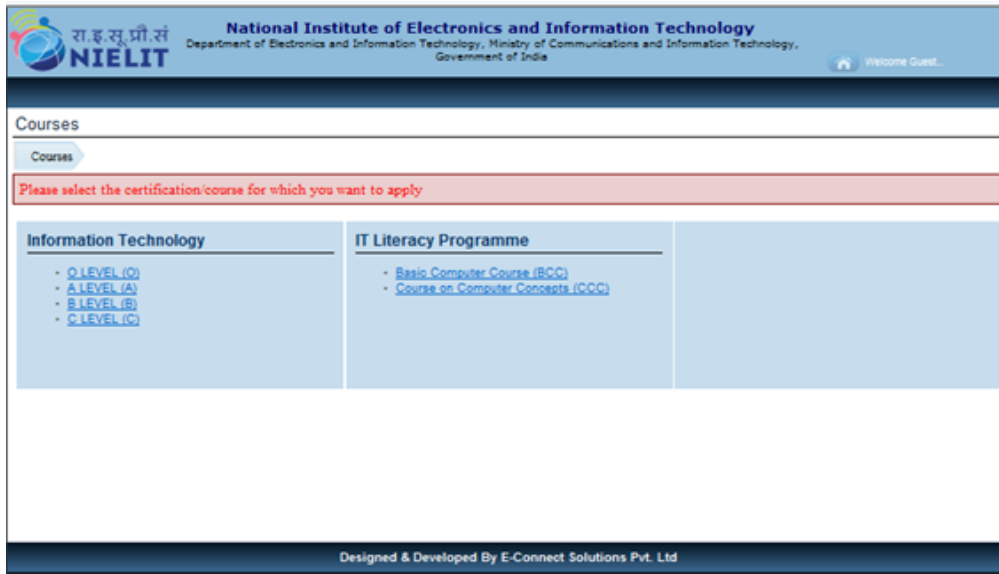 रा.इ.सू.प्रौ.सं
NIELIT
National Institute of Electronics and Information Technology
Department of Electronics and Information Technology, Ministry of Communications and Information Technology,
Government of India
Welcome Guest..
Courses
Courses
Please select the certification/course for which you want to apply
Information Technology
O LEVEL (O)
A LEVEL (A)
B LEVEL (B)
C LEVEL (C)
IT Literacy Programme
Basic Computer Course (BCC)
Course on Computer Concepts (CCC)
Designed & Developed By E-Connect Solutions Pvt. Ltd